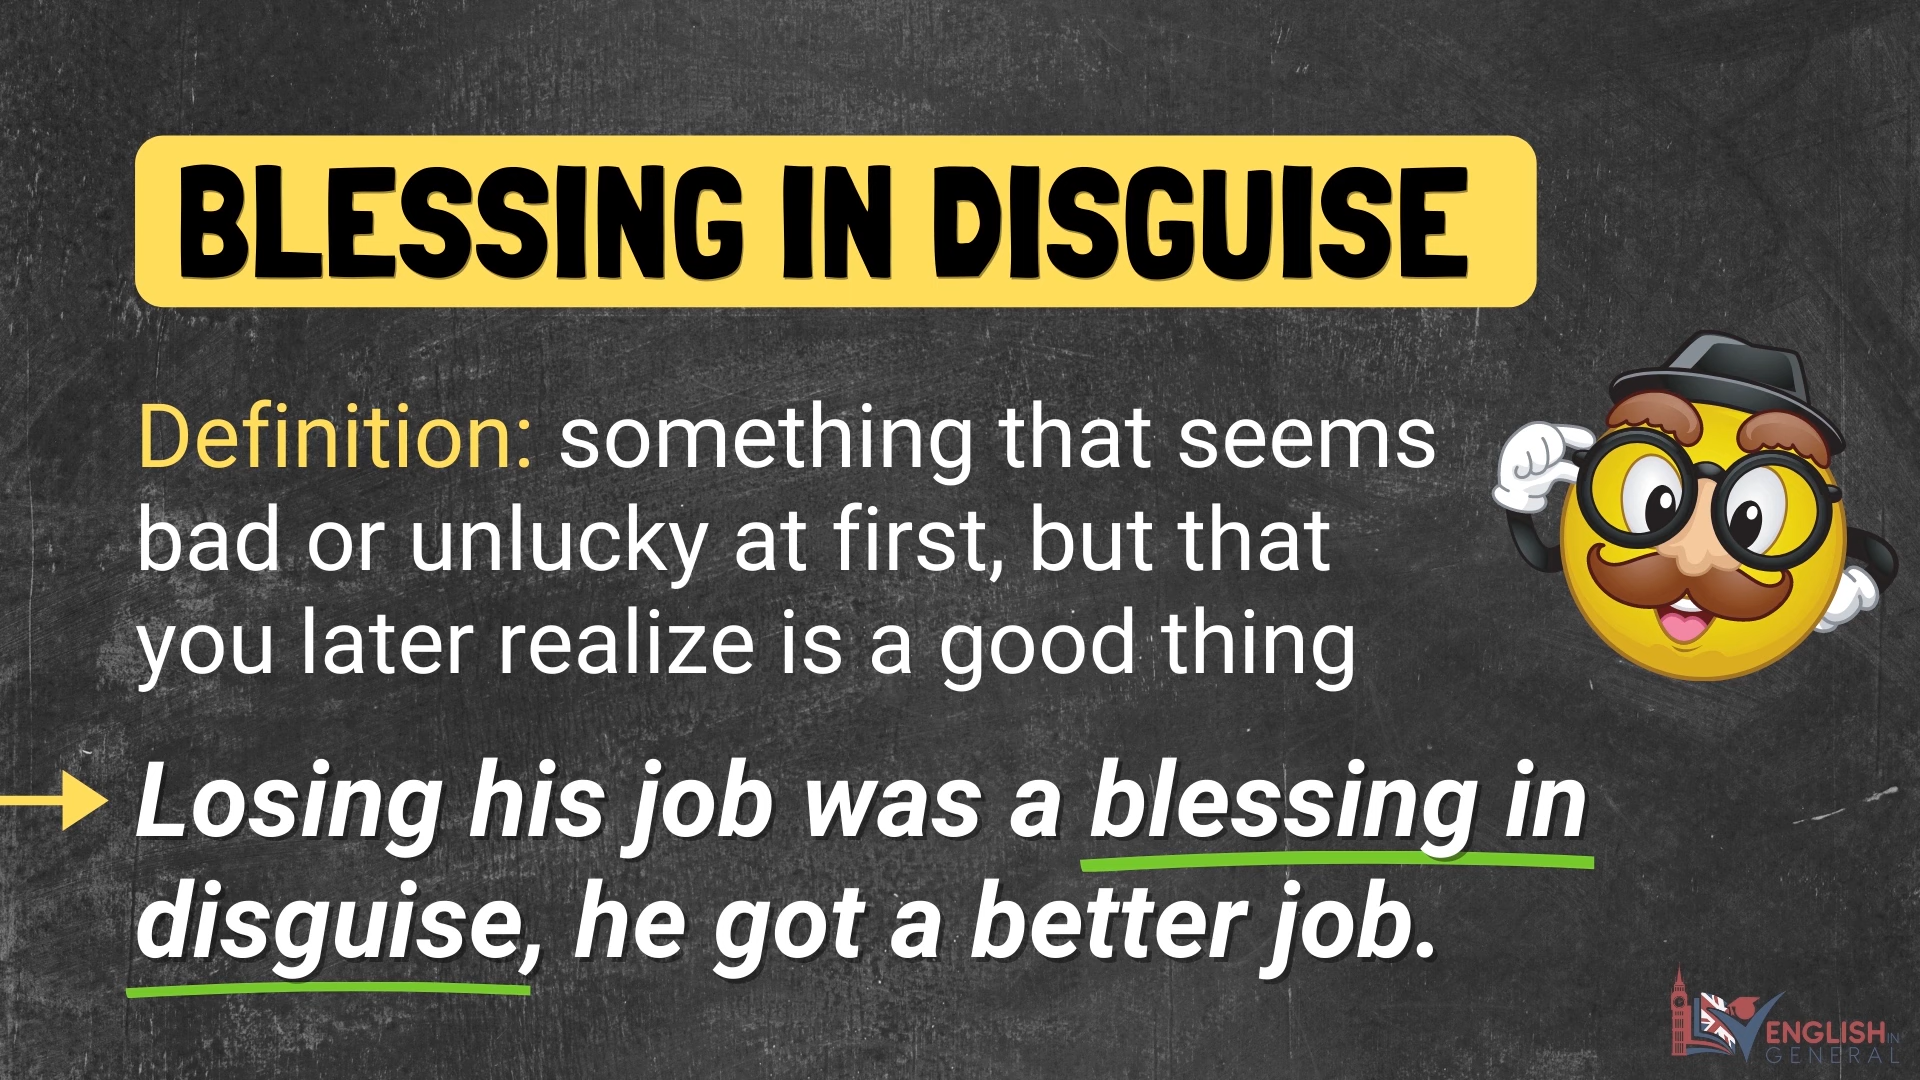 BLESSING IN DISGUISE
Definition: something that seems
bad or unlucky at first, but that
you later realize is a good thing
Losing his job was a blessing in
disguise, he got a better job.
ENGLISH IN
GENERAL